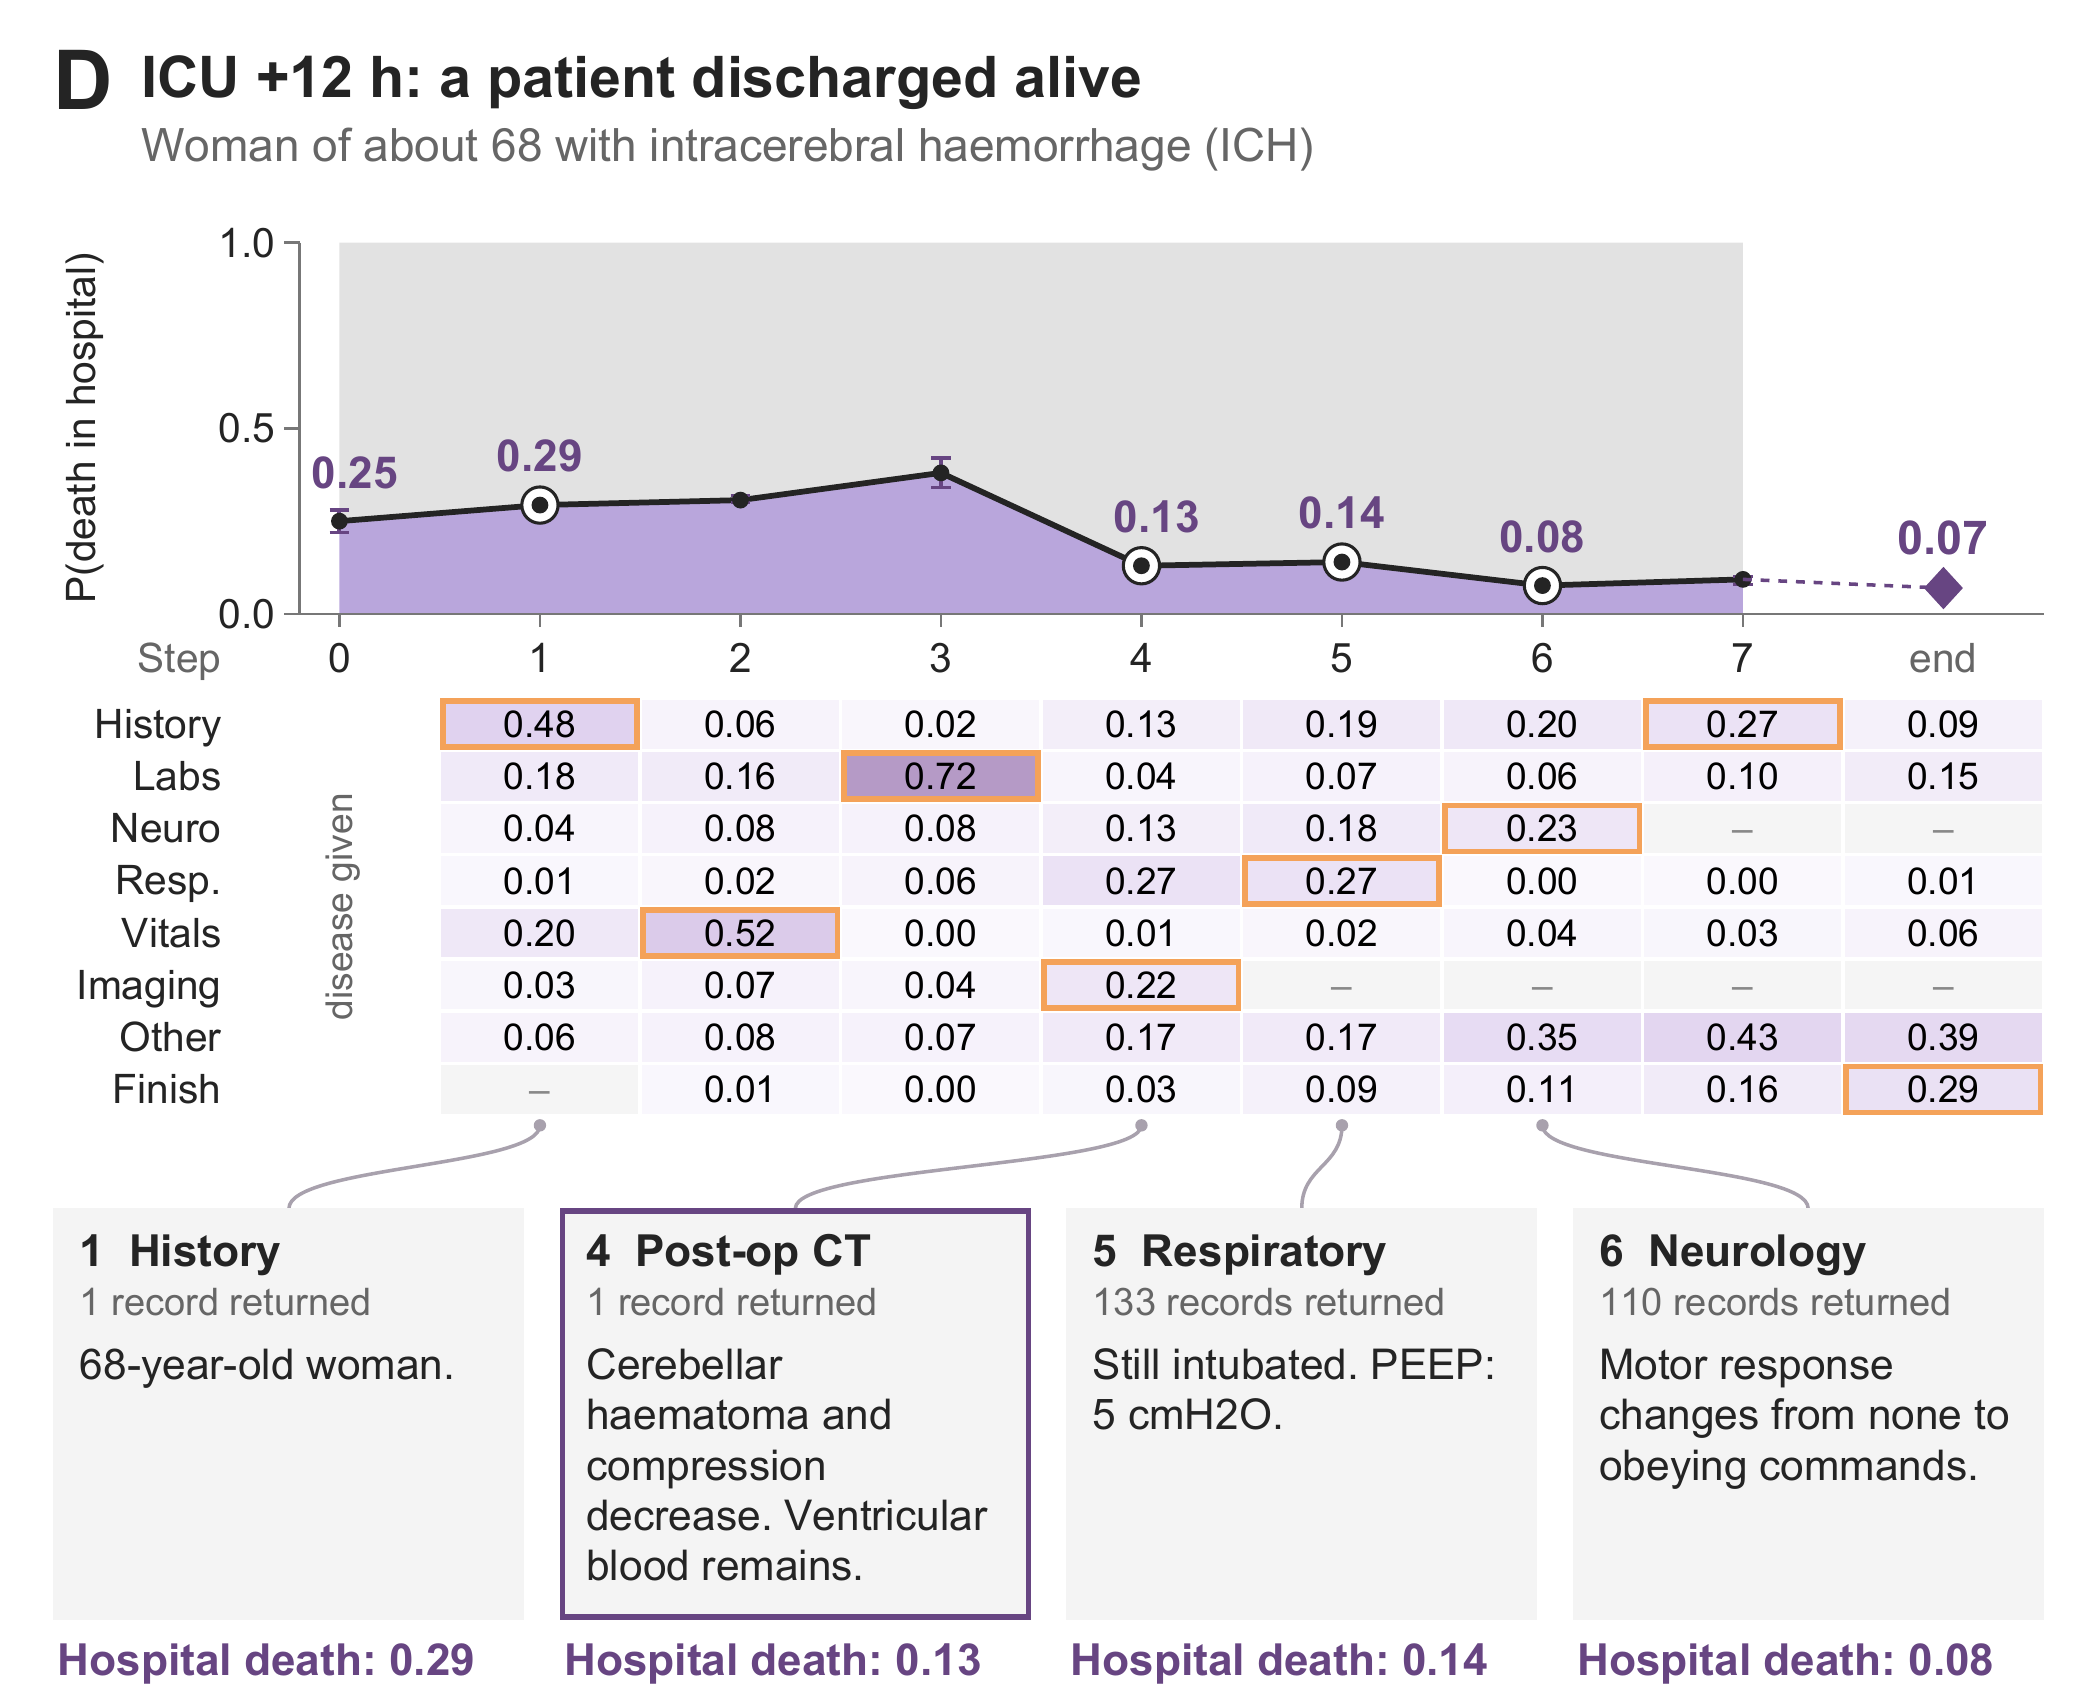 D ICU +12 h: a patient discharged alive
Woman of about 68 with intracerebral haemorrhage (ICH)
P(death in hospital)
1.0
0.5
0.0
0.25 0.29 0.13 0.14 0.08 0.07
Step 0 1 2 3 4 5 6 7 end
disease given
History 0.48 0.06 0.02 0.13 0.19 0.20 0.27 0.09
Labs 0.18 0.16 0.72 0.04 0.07 0.06 0.10 0.15
Neuro 0.04 0.08 0.08 0.13 0.18 0.23 – –
Resp. 0.01 0.02 0.06 0.27 0.27 0.00 0.00 0.01
Vitals 0.20 0.52 0.00 0.01 0.02 0.04 0.03 0.06
Imaging 0.03 0.07 0.04 0.22 – – – –
Other 0.06 0.08 0.07 0.17 0.17 0.35 0.43 0.39
Finish – 0.01 0.00 0.03 0.09 0.11 0.16 0.29
1 History
1 record returned
68-year-old woman.
Hospital death: 0.29
4 Post-op CT
1 record returned
Cerebellar
haematoma and
compression
decrease. Ventricular
blood remains.
Hospital death: 0.13
5 Respiratory
133 records returned
Still intubated. PEEP:
5 cmH2O.
Hospital death: 0.14
6 Neurology
110 records returned
Motor response
changes from none to
obeying commands.
Hospital death: 0.08